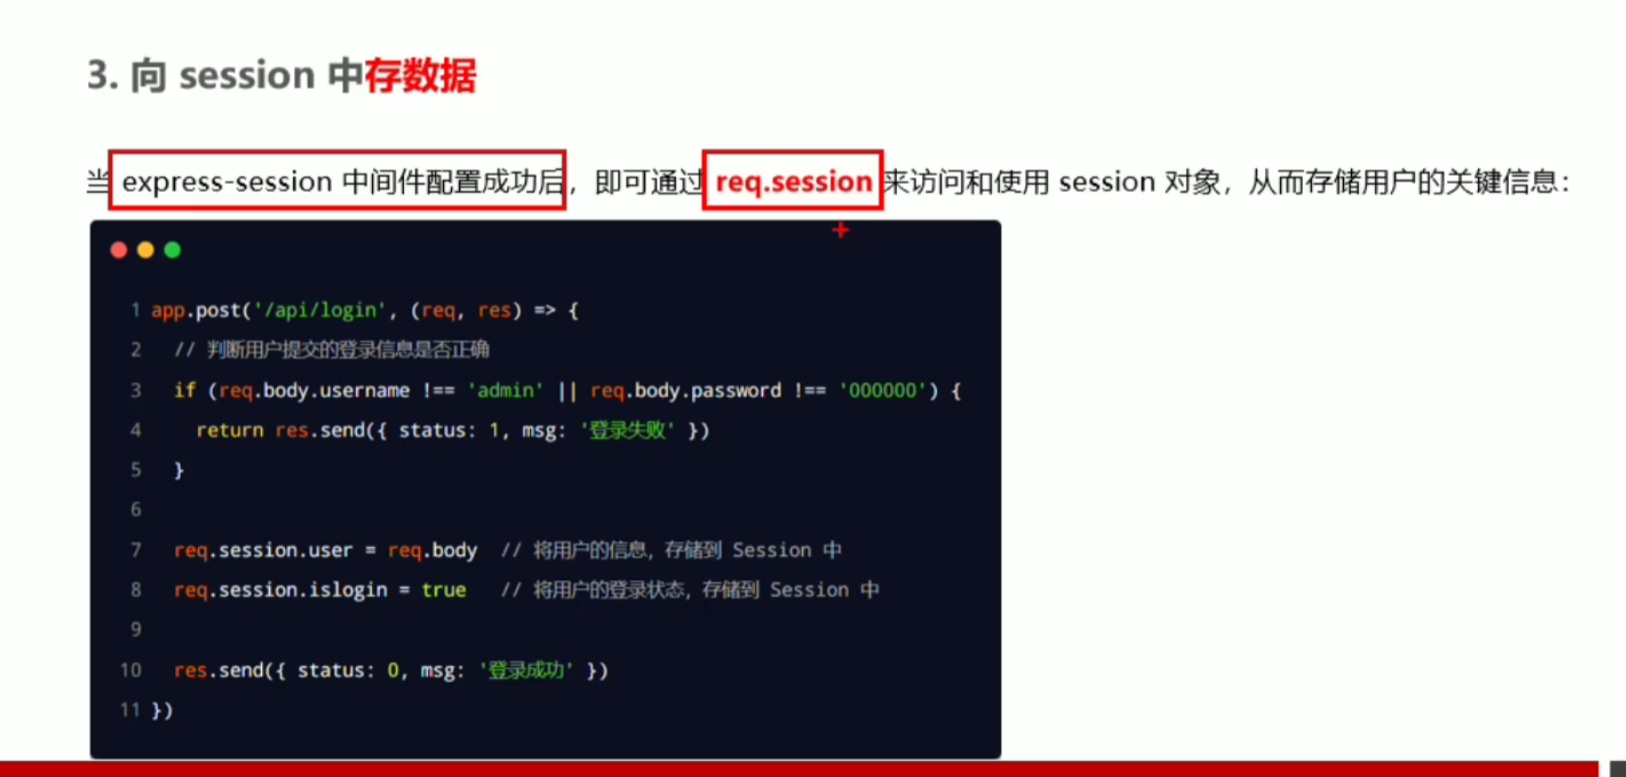 3. 向 session 中存数据
当 express-session 中间件配置成功后，即可通过 req.session 来访问和使用 session 对象，从而存储用户的关键信息：
1 app.post('/api/login', (req, res) => {
2 // 判断用户提交的登录信息是否正确
3 if (req.body.username !== 'admin' || req.body.password !== '000000') {
4 return res.send({ status: 1, msg: '登录失败' })
5 }
6
7 req.session.user = req.body // 将用户的信息，存储到 Session 中
8 req.session.islogin = true // 将用户的登录状态，存储到 Session 中
9
10 res.send({ status: 0, msg: '登录成功' })
11 })